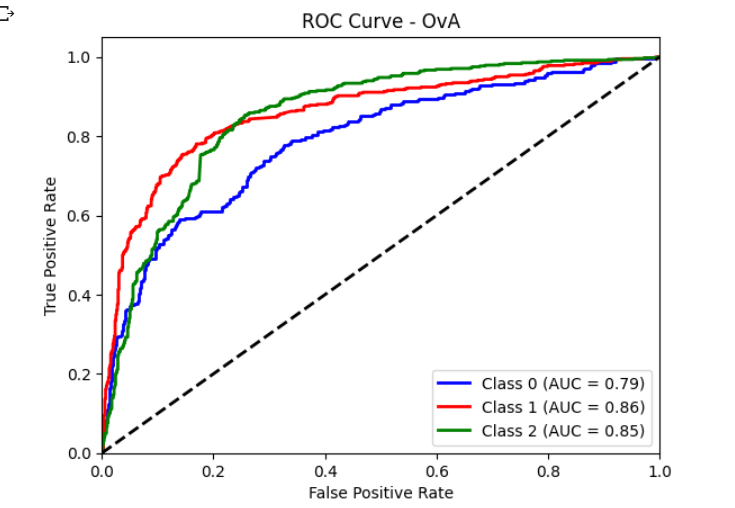 ROC Curve - OvA
1.0
0.8
0.6
0.4
0.2
0.0
True Positive Rate
Class 0 (AUC = 0.79)
Class 1 (AUC = 0.86)
Class 2 (AUC = 0.85)
0.0 0.2 0.4 0.6 0.8 1.0
False Positive Rate